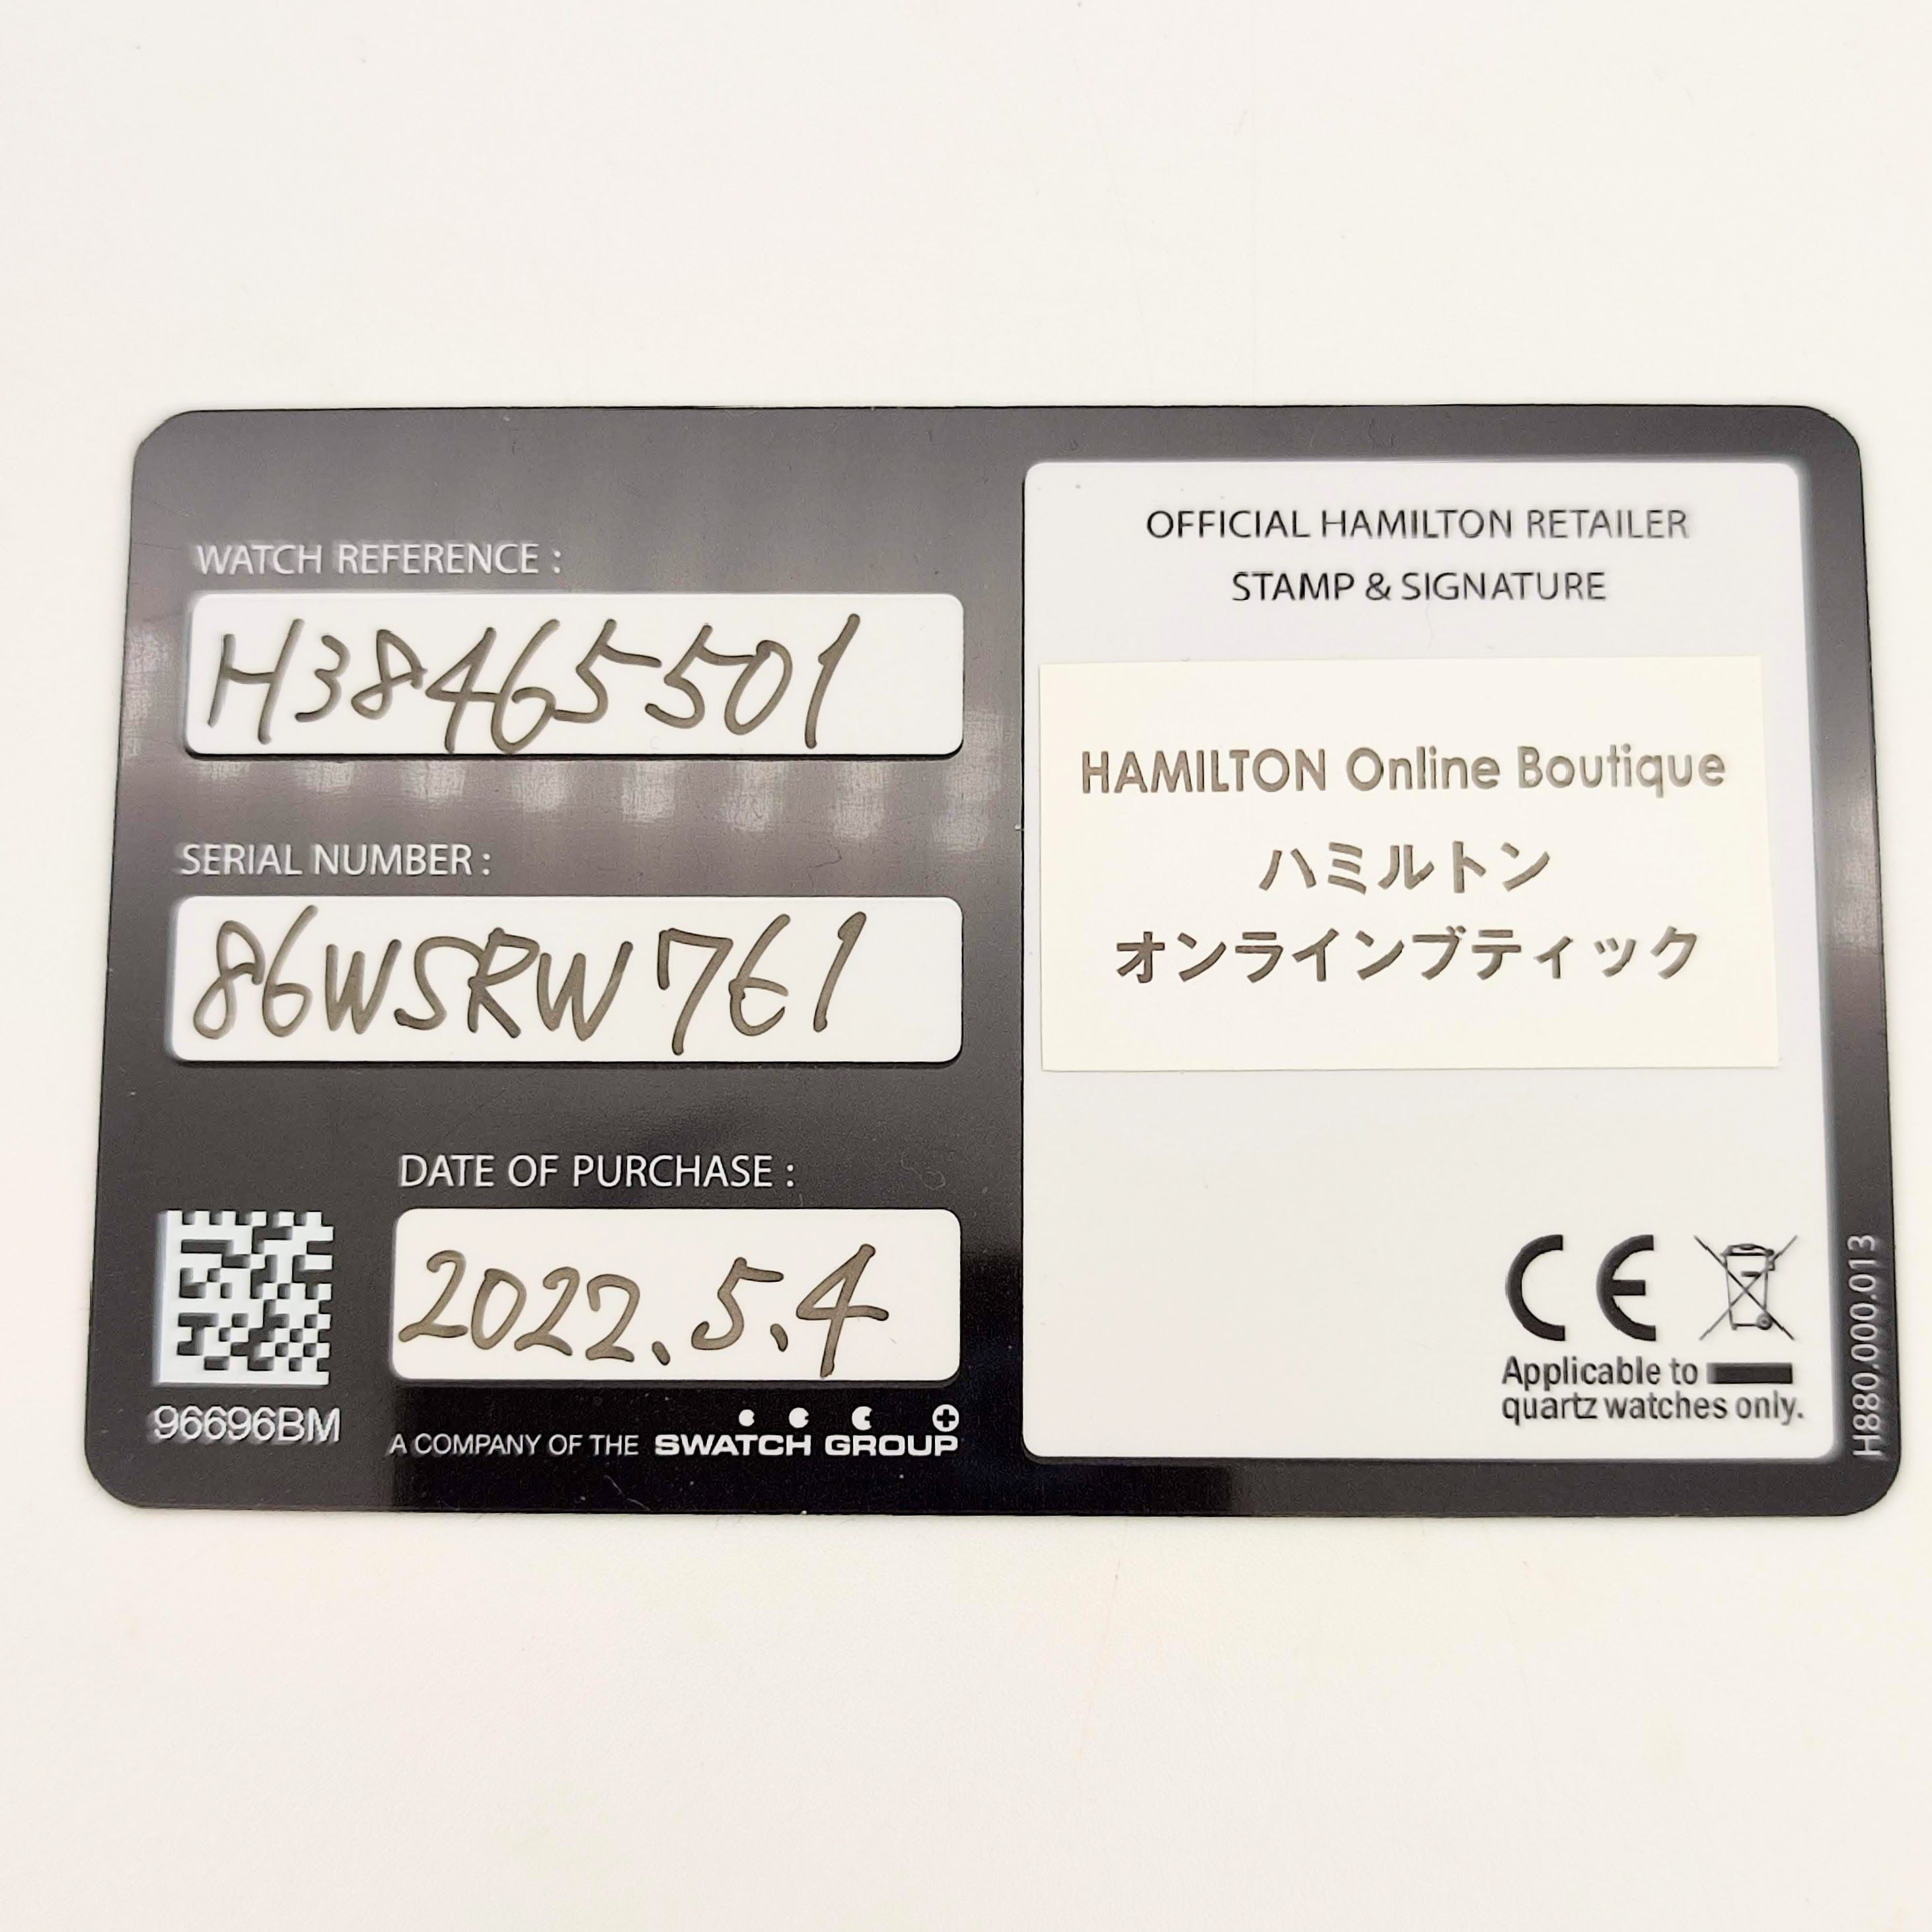 WATCH REFERENCE :
H38465501
SERIAL NUMBER :
86WSRW7E1
DATE OF PURCHASE :
2022.5.4
96696BM
A COMPANY OF THE SWATCH GROUP
OFFICIAL HAMILTON RETAILER
STAMP & SIGNATURE
HAMILTON Online Boutique
ハミルトン
オンラインブティック
CE
Applicable to
quartz watches only.
H880.000.013